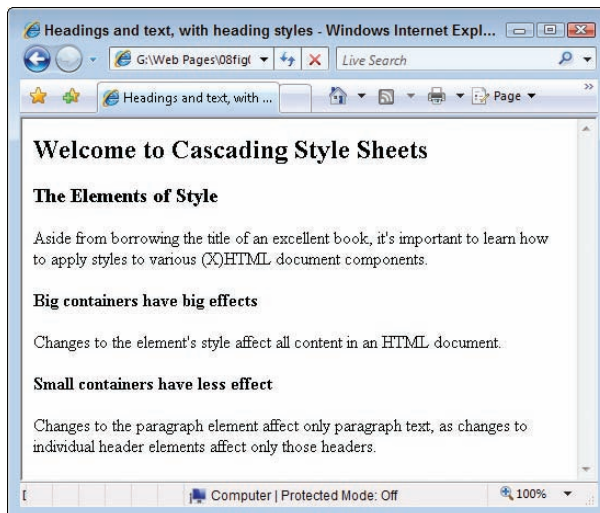 Headings and text, with heading styles - Windows Internet Expl...
G:\Web Pages\08fig(
Live Search
Headings and text, with ...
Page
»
Welcome to Cascading Style Sheets
The Elements of Style
Aside from borrowing the title of an excellent book, it's important to learn how
to apply styles to various (X)HTML document components.
Big containers have big effects
Changes to the element's style affect all content in an HTML document.
Small containers have less effect
Changes to the paragraph element affect only paragraph text, as changes to
individual header elements affect only those headers.
[
Computer | Protected Mode: Off
100%